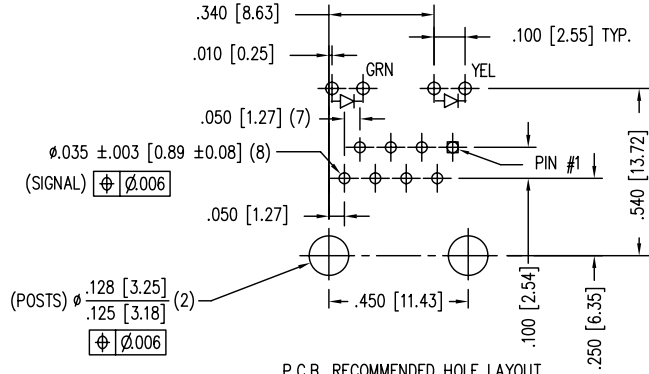 .340 [8.63]
.100 [2.55] TYP.
.010 [0.25]
GRN
YEL
.050 [1.27] (7)
ø.035 ±.003 [0.89 ±0.08] (8)
PIN #1
(SIGNAL) ⌖ Ø.006
.540 [13.72]
.050 [1.27]
(POSTS) ø .128 [3.25] (2)
.125 [3.18]
.450 [11.43]
.100 [2.54]
.250 [6.35]
⌖ Ø.006
P.C.B. RECOMMENDED HOLE LAYOUT